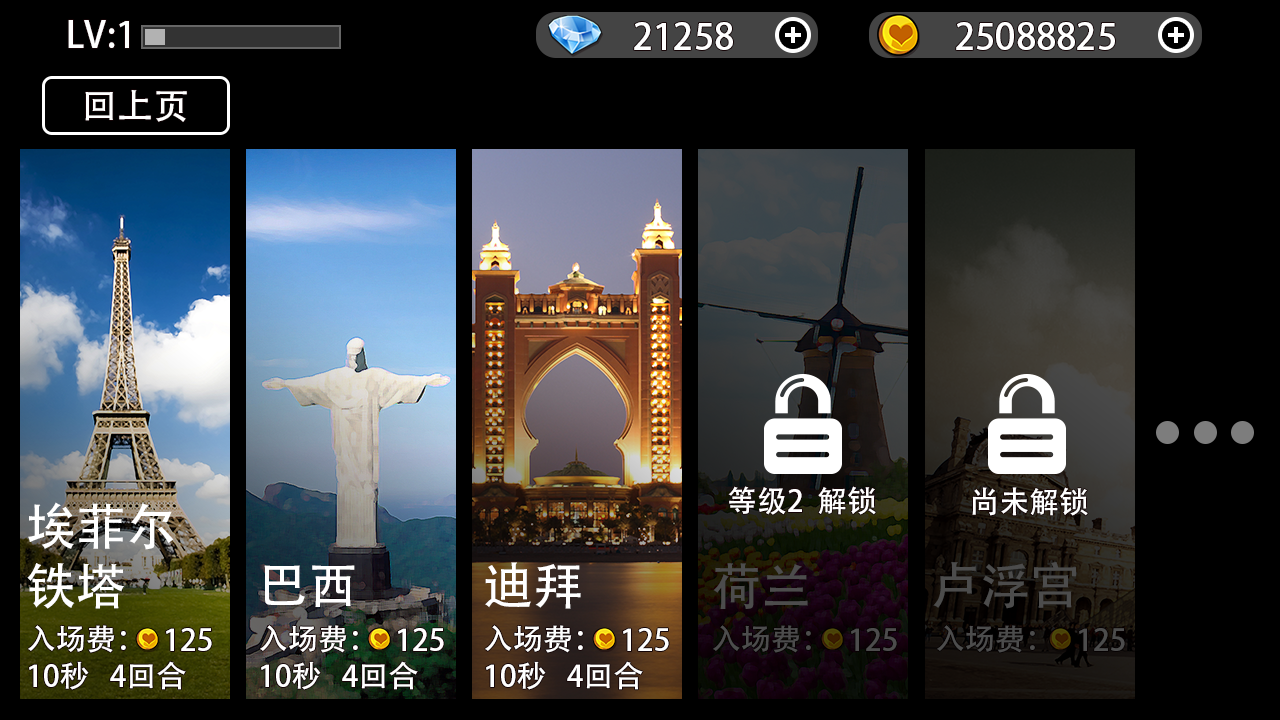 LV:1
21258
25088825
回上页
埃菲尔
铁塔
入场费：125
10秒 4回合
巴西
入场费：125
10秒 4回合
迪拜
入场费：125
10秒 4回合
等级2 解锁
荷兰
入场费：125
尚未解锁
卢浮宫
入场费：125